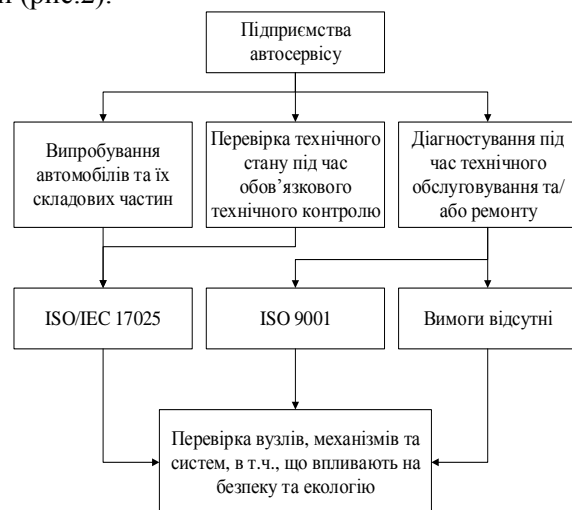 (рис.2).
Підприємства
автосервісу
Випробування
автомобілів та їх
складових частин
Перевірка технічного
стану під час
обов’язкового
технічного контролю
Діагностування під
час технічного
обслуговування та/
або ремонту
ISO/IEC 17025
ISO 9001
Вимоги відсутні
Перевірка вузлів, механізмів та
систем, в т.ч., що впливають на
безпеку та екологію